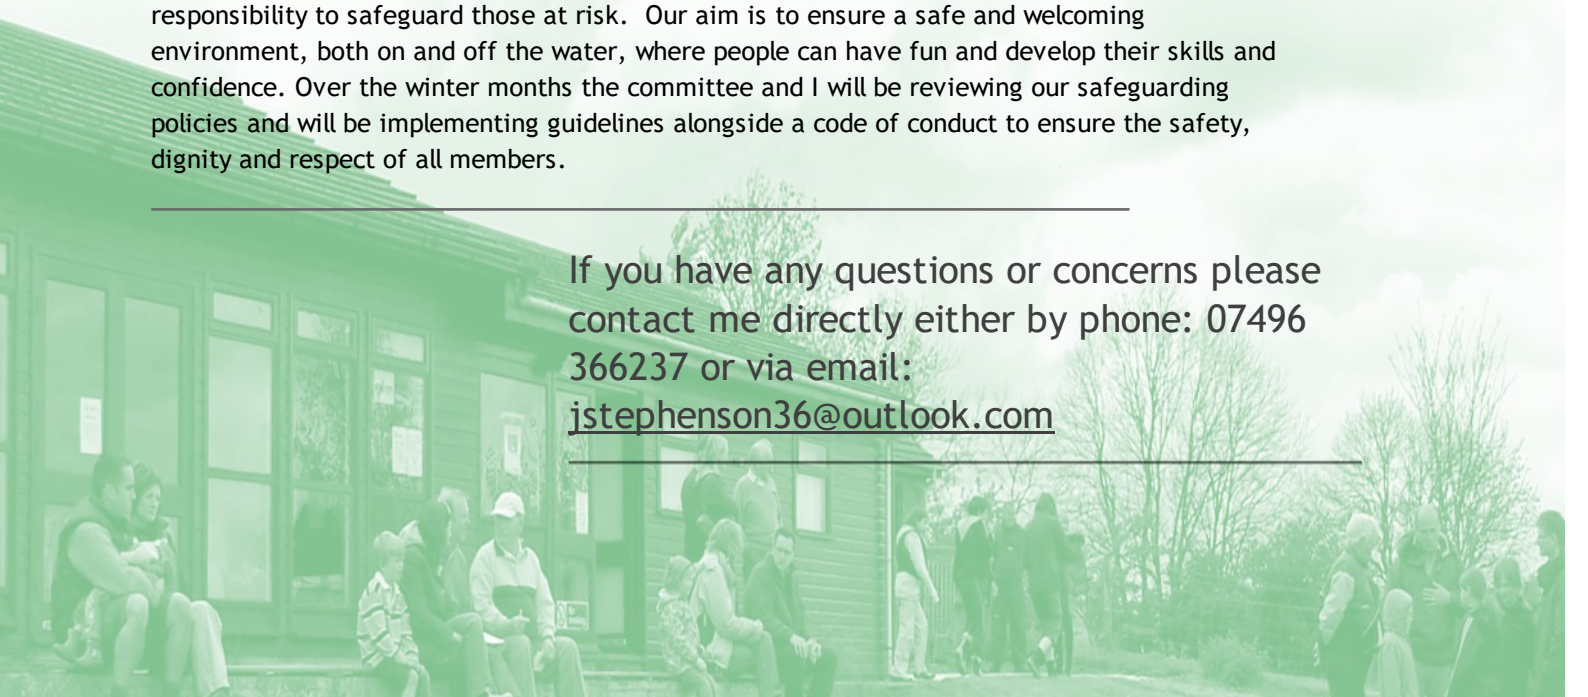 responsibility to safeguard those at risk.  Our aim is to ensure a safe and welcoming
environment, both on and off the water, where people can have fun and develop their skills and
confidence. Over the winter months the committee and I will be reviewing our safeguarding
policies and will be implementing guidelines alongside a code of conduct to ensure the safety,
dignity and respect of all members.
If you have any questions or concerns please
contact me directly either by phone: 07496
366237 or via email:
jstephenson36@outlook.com